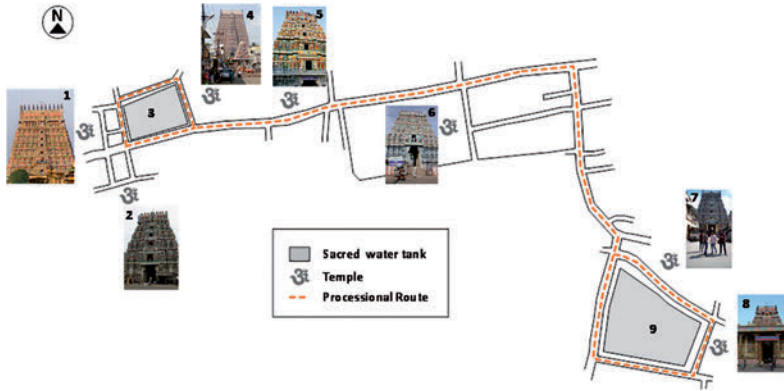 N
1
2
3
4
5
6
7
8
9
Sacred water tank
ॐ Temple
Processional Route